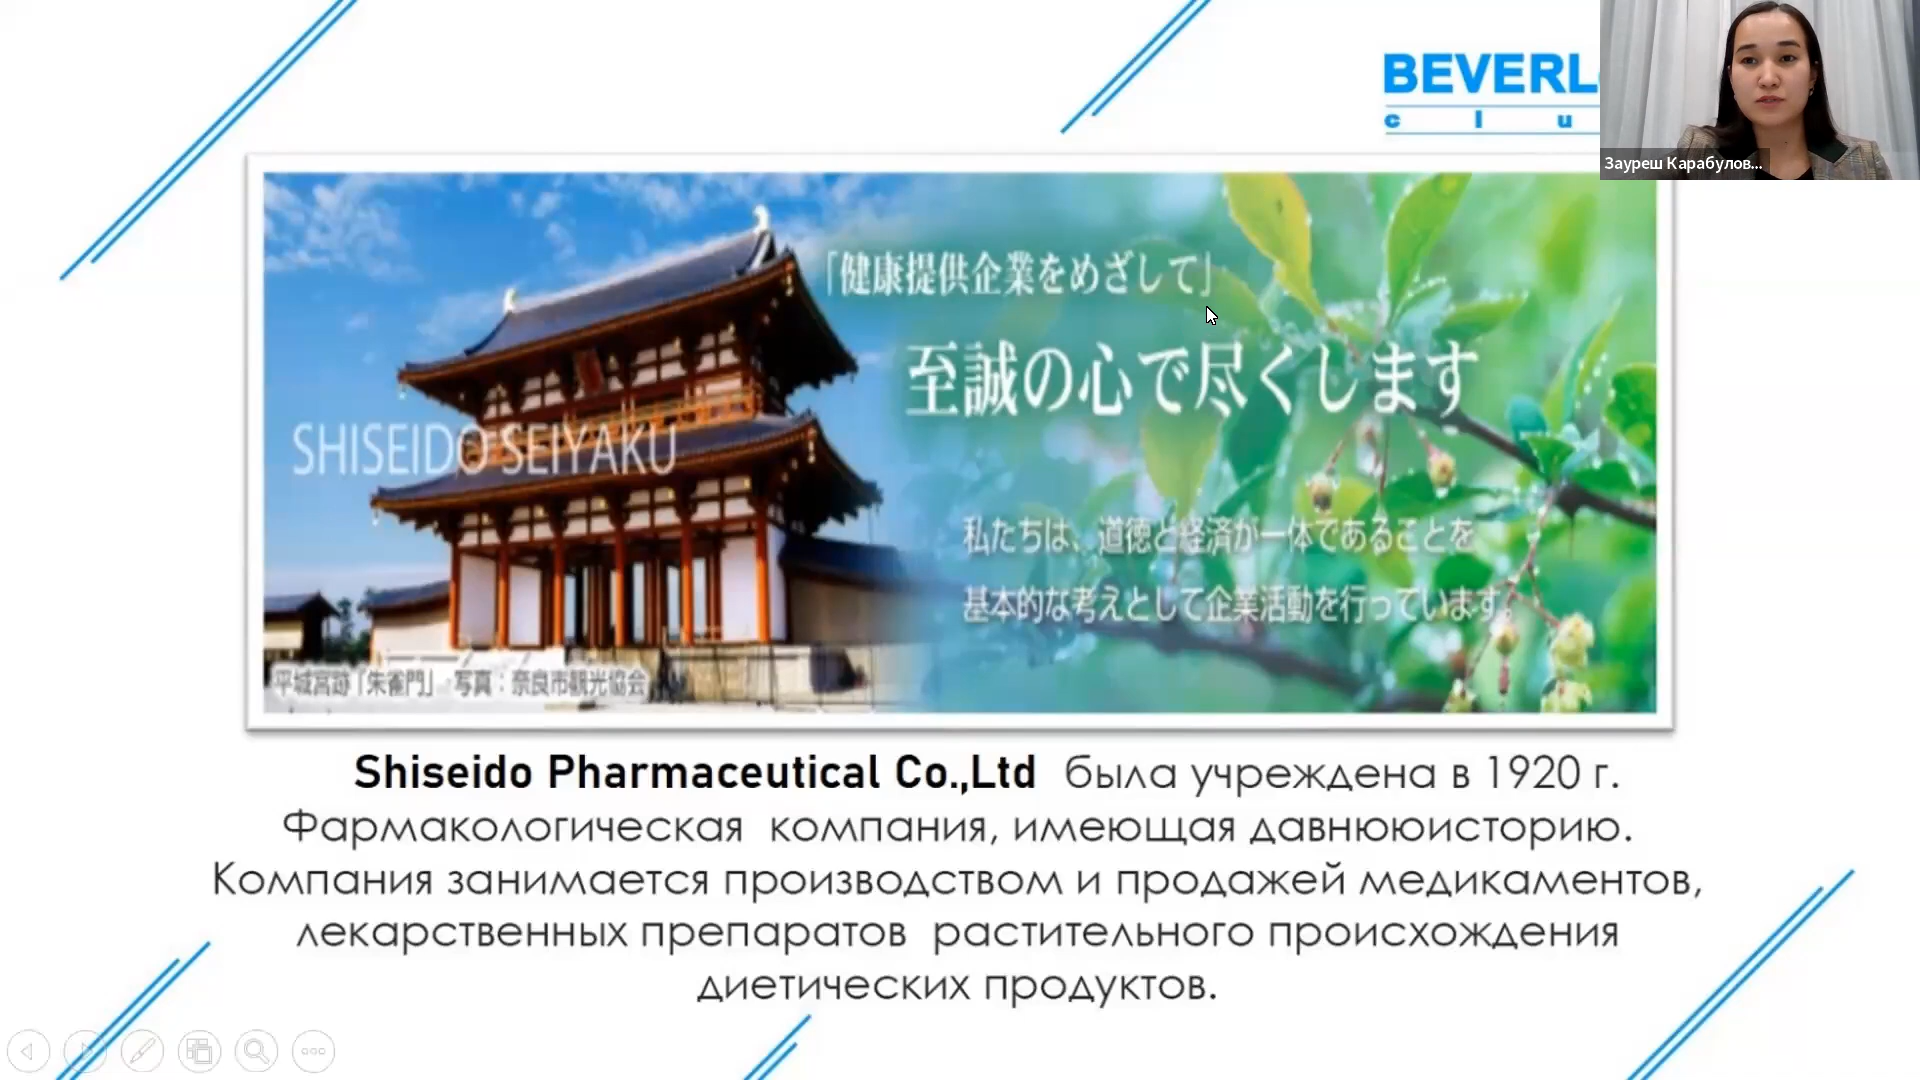 BEVERL
c l u
Зауреш Карабулов...
「健康提供企業をめざして」
至誠の心で尽くします
SHISEIDO SEIYAKU
私たちは、道徳と経済が一体であることを
基本的な考えとして企業活動を行っています。
平城宮跡「朱雀門」 写真：奈良市観光協会
Shiseido Pharmaceutical Co.,Ltd была учреждена в 1920 г.
Фармакологическая компания, имеющая давнююисторию.
Компания занимается производством и продажей медикаментов,
лекарственных препаратов растительного происхождения
диетических продуктов.